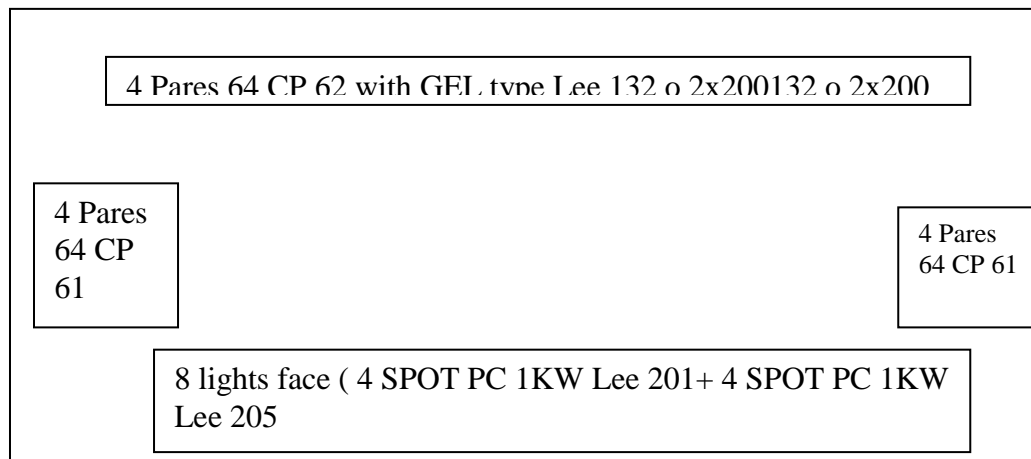 4 Pares 64 CP 62 with GEL type Lee 132 o 2x200132 o 2x200
4 Pares
64 CP
61
4 Pares
64 CP 61
8 lights face ( 4 SPOT PC 1KW Lee 201+ 4 SPOT PC 1KW
Lee 205